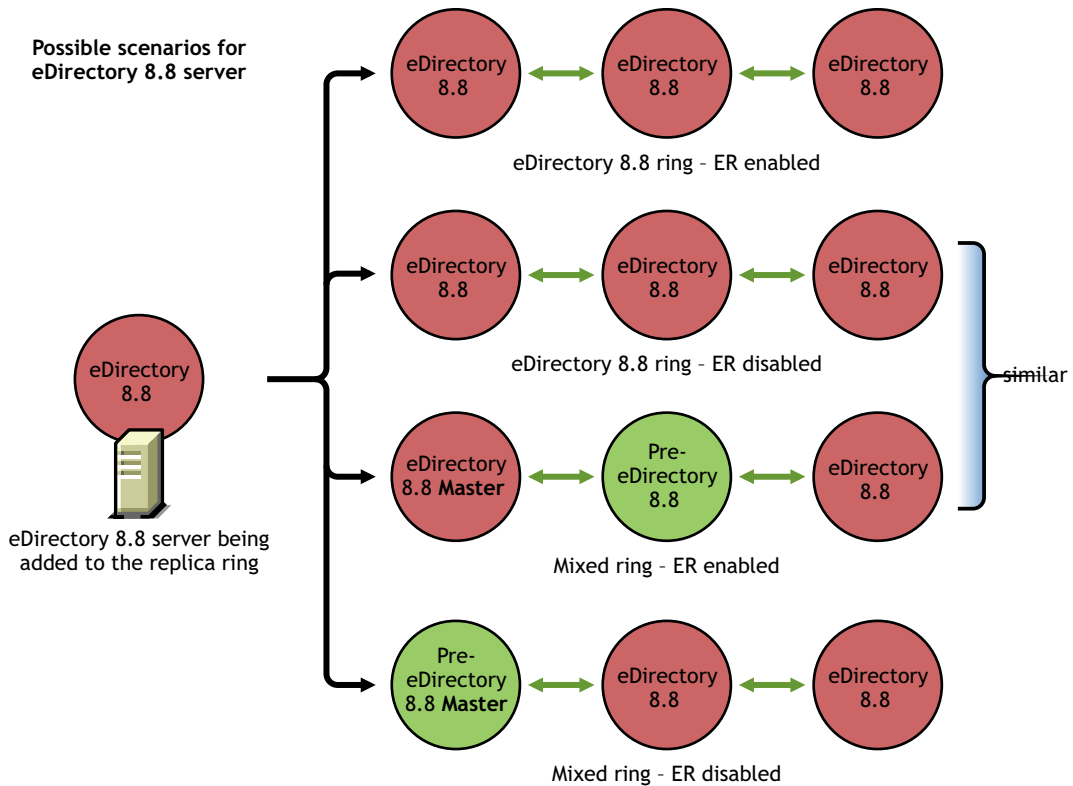 Possible scenarios for
eDirectory 8.8 server
eDirectory
8.8
eDirectory
8.8
eDirectory
8.8
eDirectory 8.8 ring – ER enabled
eDirectory
8.8
eDirectory
8.8
eDirectory
8.8
eDirectory 8.8 ring – ER disabled
similar
eDirectory
8.8
eDirectory 8.8 server being
added to the replica ring
eDirectory
8.8 Master
Pre-
eDirectory
8.8
eDirectory
8.8
Mixed ring – ER enabled
Pre-
eDirectory
8.8 Master
eDirectory
8.8
eDirectory
8.8
Mixed ring – ER disabled